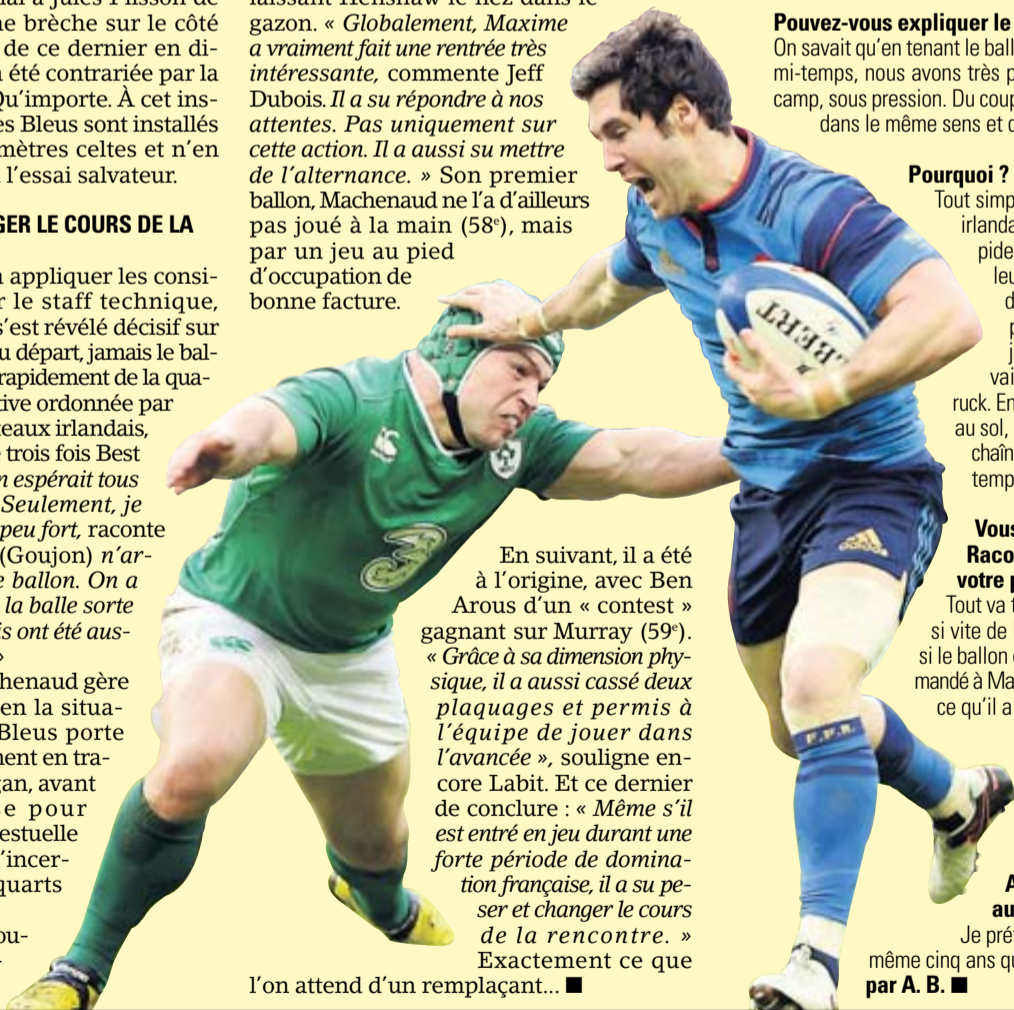 ne brèche sur le côté
de ce dernier en di-
été contrariée par la
Qu'importe. À cet ins-
es Bleus sont installés
mètres celtes et n'en
l'essai salvateur.
GER LE COURS DE LA
appliquer les consi-
r le staff technique,
s'est révélé décisif sur
u départ, jamais le bal-
rapidement de la qua-
tive ordonnée par
teaux irlandais,
e trois fois Best
n espérait tous
Seulement, je
peu fort, raconte
(Goujon) n'ar-
e ballon. On a
la balle sorte
is ont été aus-
»
henaud gère
en la situa-
Bleus porte
ment en tra-
gan, avant
se pour
estuelle
l'incer-
quarts
ou-
gazon. « Globalement, Maxime
a vraiment fait une rentrée très
intéressante, commente Jeff
Dubois. Il a su répondre à nos
attentes. Pas uniquement sur
cette action. Il a aussi su mettre
de l'alternance. » Son premier
ballon, Machenaud ne l'a d'ailleurs
pas joué à la main (58e), mais
par un jeu au pied
d'occupation de
bonne facture.
En suivant, il a été
à l'origine, avec Ben
Arous d'un « contest »
gagnant sur Murray (59e).
« Grâce à sa dimension phy-
sique, il a aussi cassé deux
plaquages et permis à
l'équipe de jouer dans
l'avancée », souligne en-
core Labit. Et ce dernier
de conclure : « Même s'il
est entré en jeu durant une
forte période de domina-
tion française, il a su pe-
ser et changer le cours
de la rencontre. »
Exactement ce que
l'on attend d'un remplaçant... ■
3
adidas
F.F.R.
Pouvez-vous expliquer le
On savait qu'en tenant le ball
mi-temps, nous avons très p
camp, sous pression. Du coup
dans le même sens et
Pourquoi ?
Tout simp
irlanda
pide
leu
d
p
j
vai
ruck. En
au sol,
chaîn
temp
Vous
Raco
votre p
Tout va t
si vite de
si le ballon
mandé à Ma
ce qu'il a
A
au
Je pré
même cinq ans qu
par A. B. ■